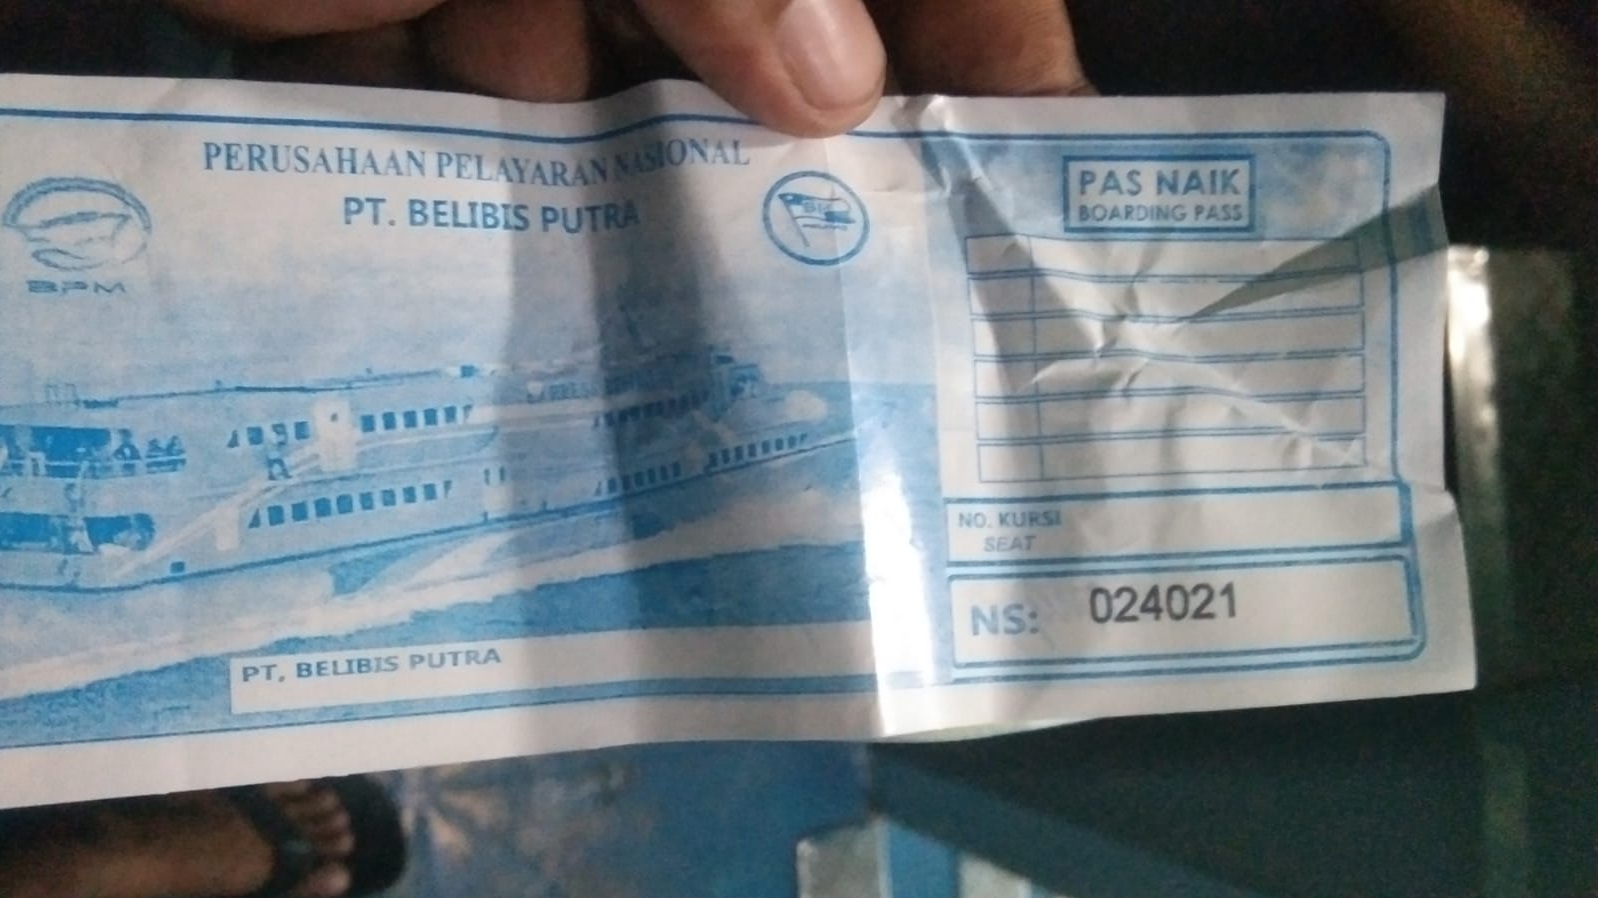 PERUSAHAAN PELAYARAN NASIONAL
PT. BELIBIS PUTRA
BPM
PT. BELIBIS PUTRA
PAS NAIK
BOARDING PASS
NO. KURSI
SEAT
NS: 024021